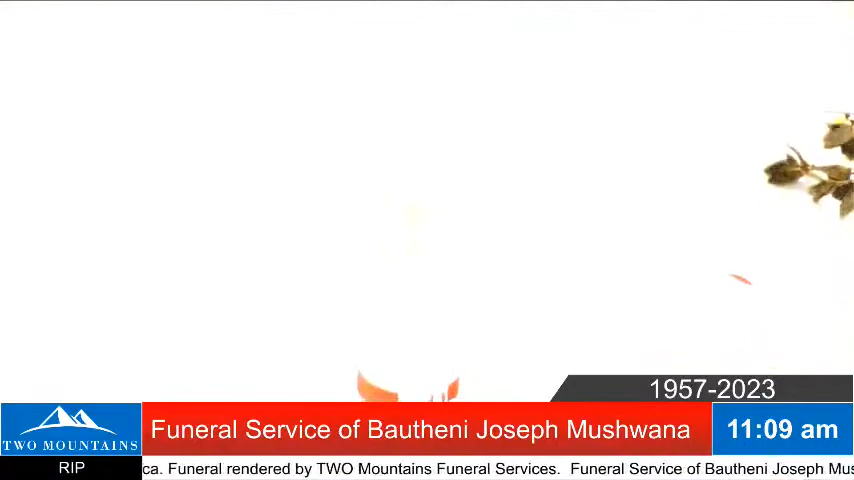 1957-2023
TWO MOUNTAINS
Funeral Service of Bautheni Joseph Mushwana
11:09 am
RIP
ca. Funeral rendered by TWO Mountains Funeral Services. Funeral Service of Bautheni Joseph Mus